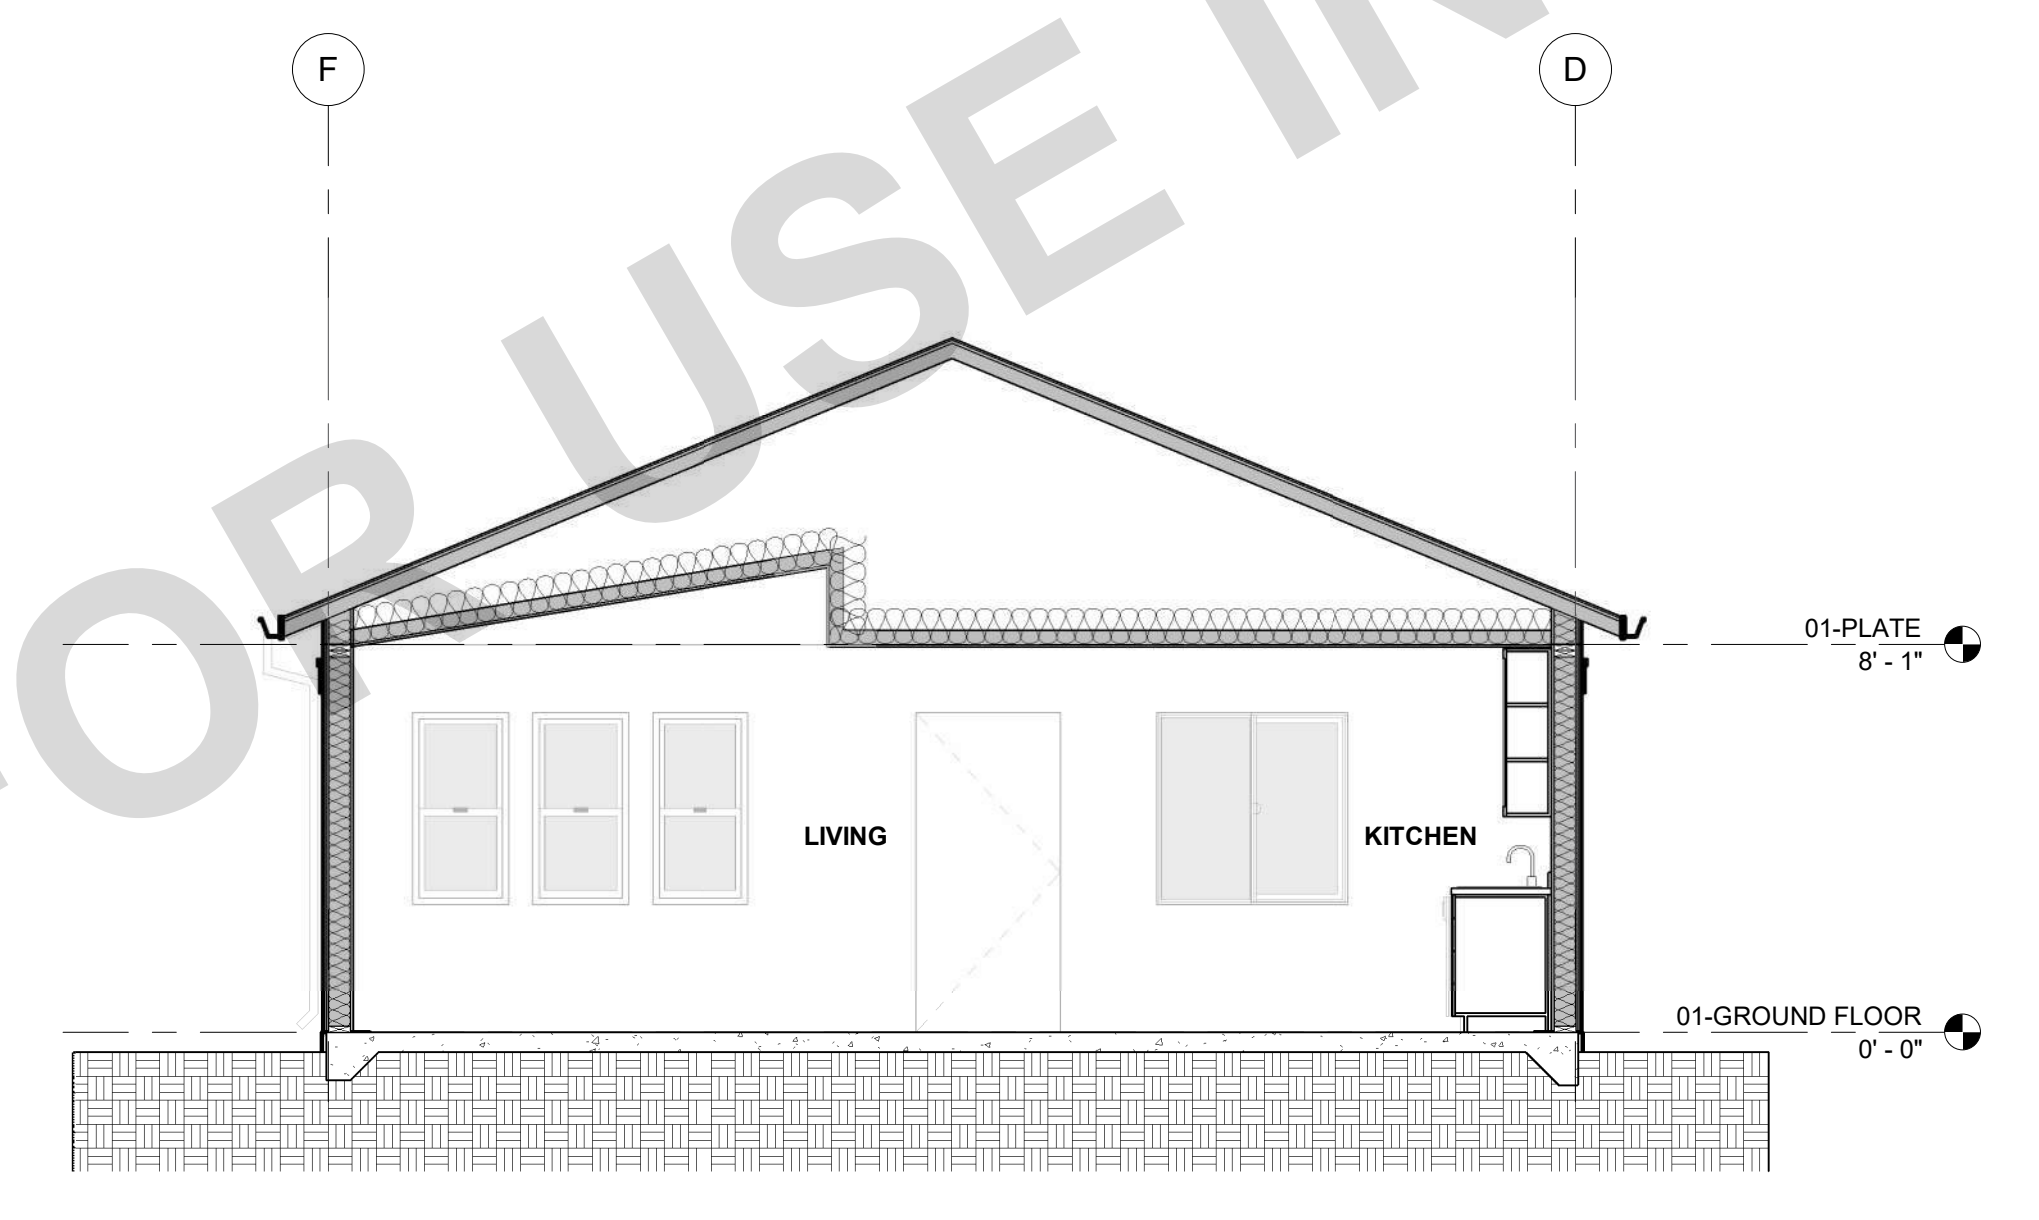 F
D
FOR USE IN
01-PLATE
8' - 1"
LIVING
KITCHEN
01-GROUND FLOOR
0' - 0"